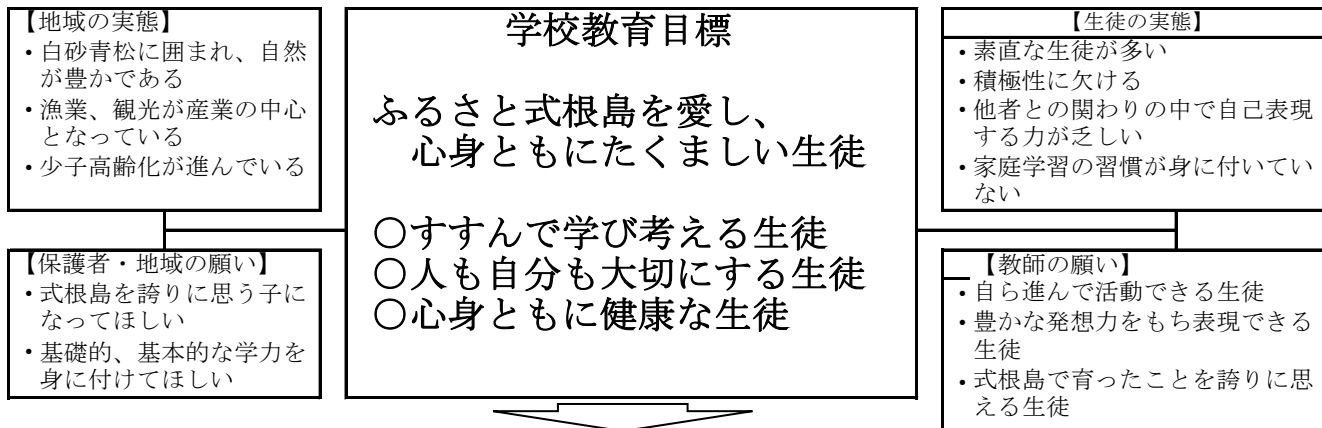 【地域の実態】
・白砂青松に囲まれ、自然
が豊かである
・漁業、観光が産業の中心
となっている
・少子高齢化が進んでいる
【保護者・地域の願い】
・式根島を誇りに思う子に
なってほしい
・基礎的、基本的な学力を
身に付けてほしい
学校教育目標
ふるさと式根島を愛し、
心身ともにたくましい生徒
○すすんで学び考える生徒
○人も自分も大切にする生徒
○心身ともに健康な生徒
【生徒の実態】
・素直な生徒が多い
・積極性に欠ける
・他者との関わりの中で自己表現
する力が乏しい
・家庭学習の習慣が身に付いてい
ない
【教師の願い】
・自ら進んで活動できる生徒
・豊かな発想力をもち表現できる
生徒
・式根島で育ったことを誇りに思
える生徒